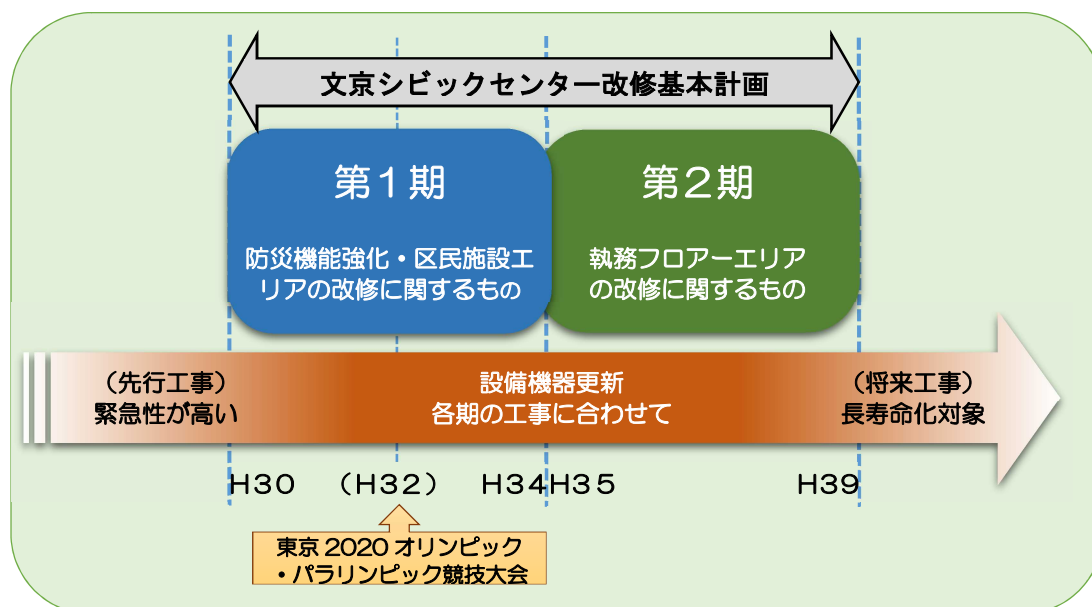 文京シビックセンター改修基本計画
第1期
防災機能強化・区民施設エ
リアの改修に関するもの
第2期
執務フロアーエリア
の改修に関するもの
（先行工事）
緊急性が高い
設備機器更新
各期の工事に合わせて
（将来工事）
長寿命化対象
H30 （H32） H34 H35 H39
東京2020オリンピック
・パラリンピック競技大会